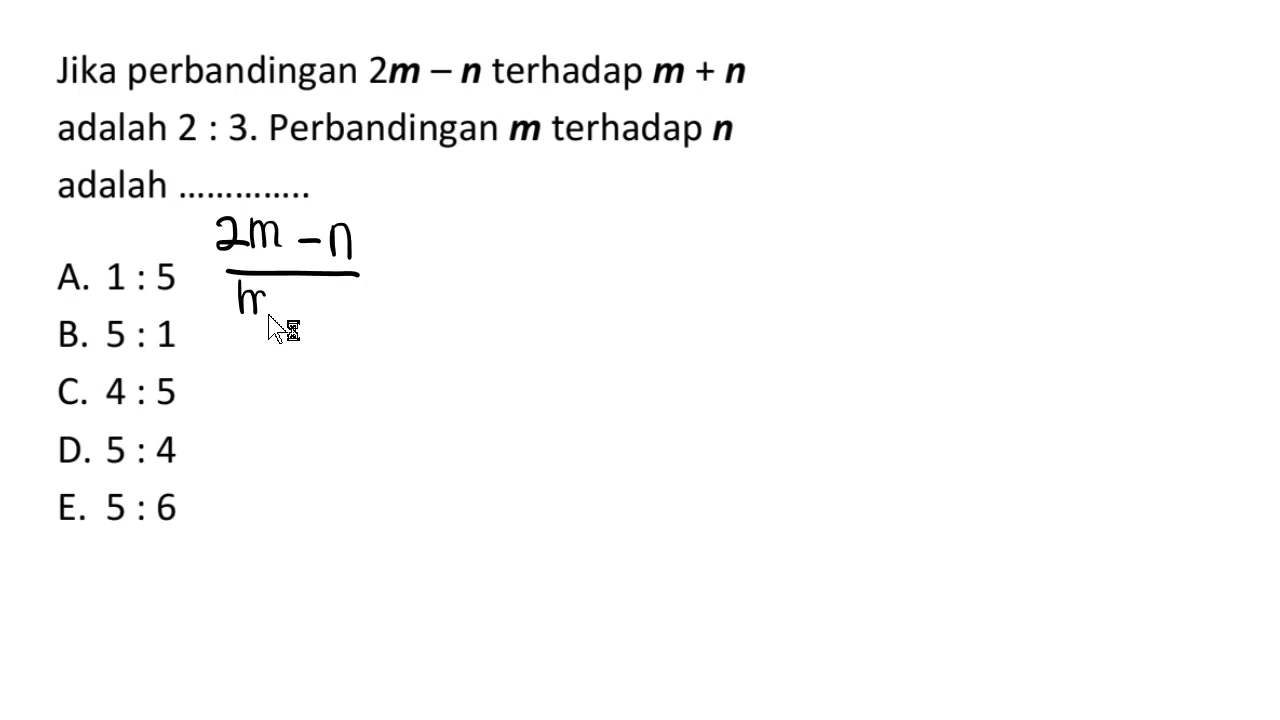 Jika perbandingan 2m – n terhadap m + n
adalah 2 : 3. Perbandingan m terhadap n
adalah …………..
2m – n
m
A. 1 : 5
B. 5 : 1
C. 4 : 5
D. 5 : 4
E. 5 : 6